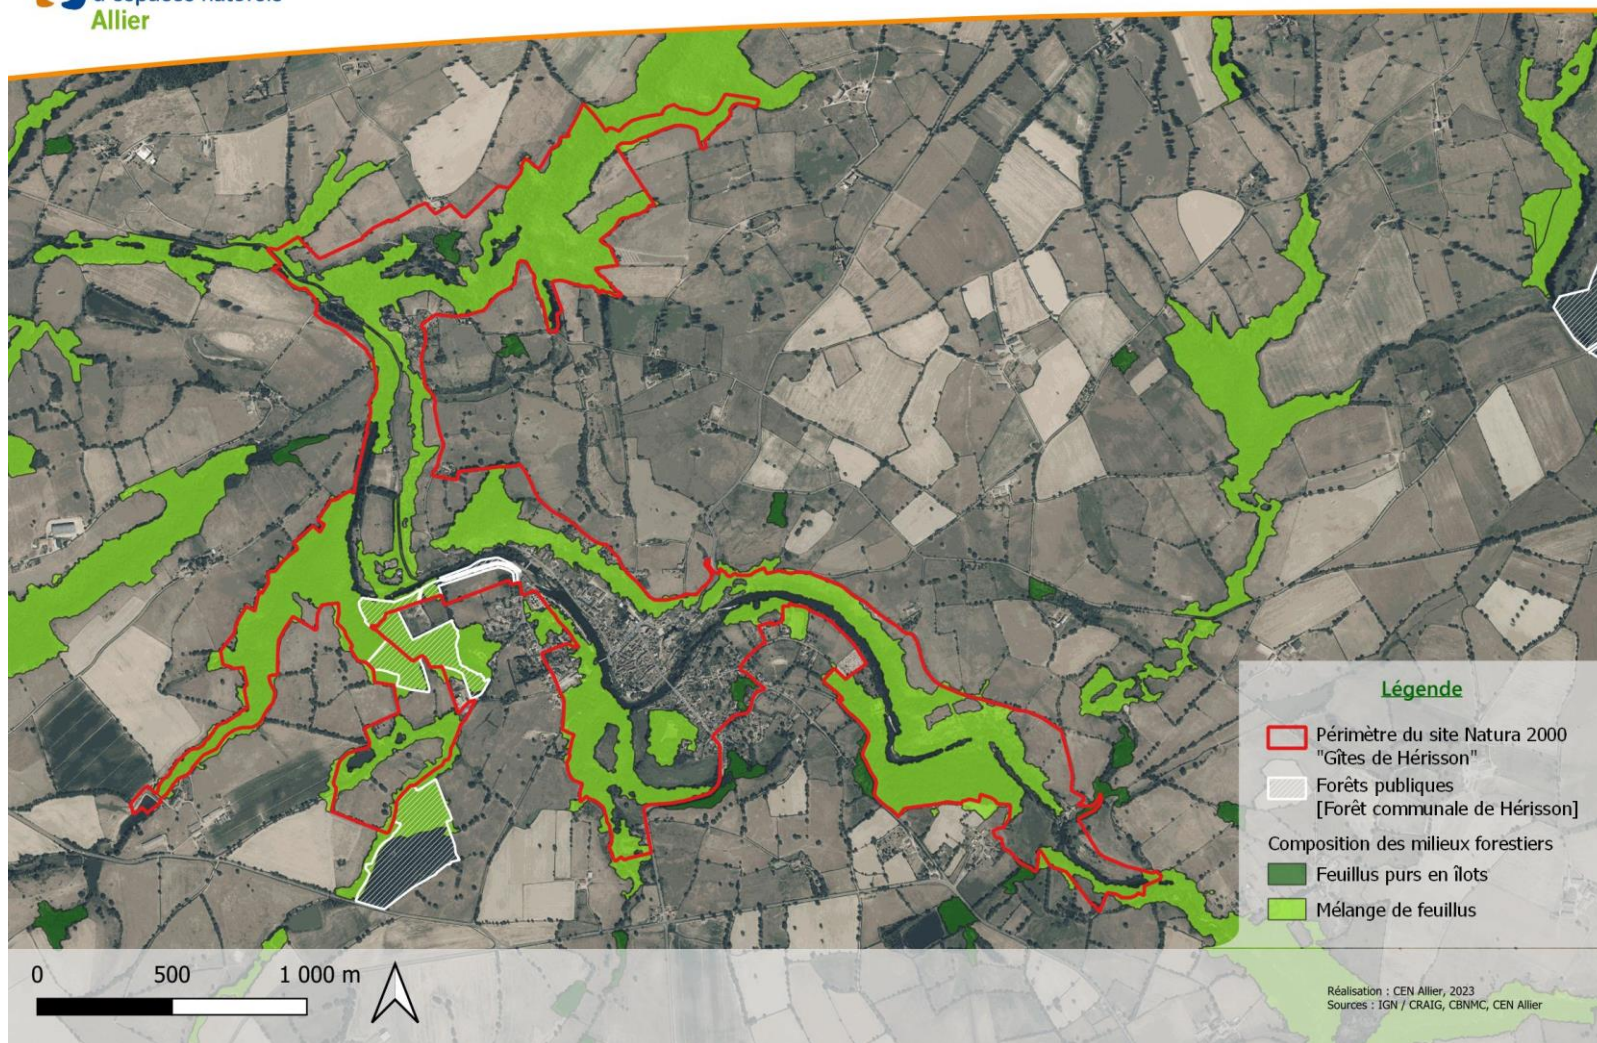 d'espaces naturels
Allier
Légende
Périmètre du site Natura 2000
"Gîtes de Hérisson"
Forêts publiques
[Forêt communale de Hérisson]
Composition des milieux forestiers
Feuillus purs en îlots
Mélange de feuillus
0 500 1 000 m
Réalisation : CEN Allier, 2023
Sources : IGN / CRAIG, CBNMC, CEN Allier